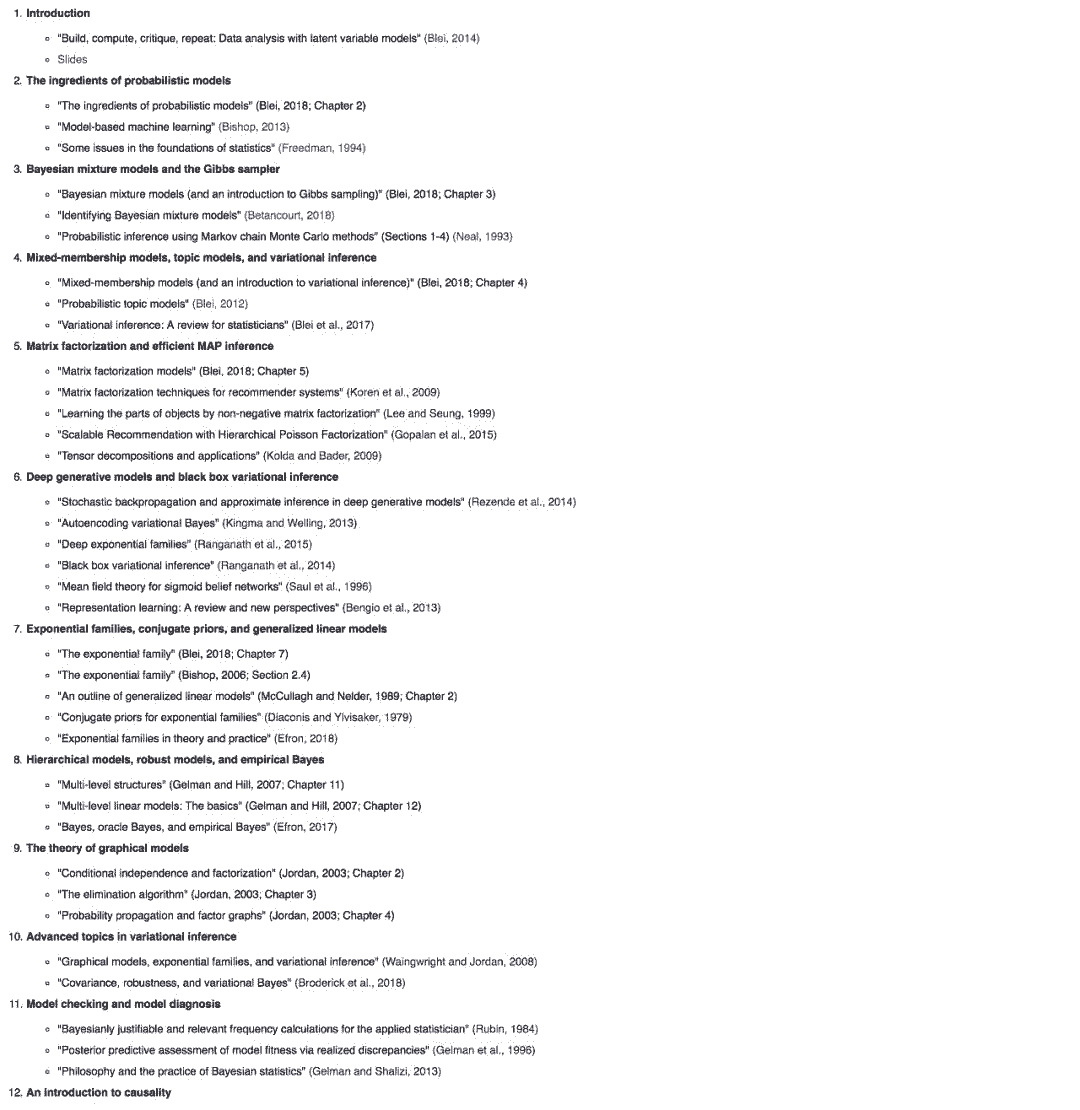 1. Introduction
"Build, compute, critique, repeat: Data analysis with latent variable models" (Blei, 2014)
Slides
2. The ingredients of probabilistic models
"The ingredients of probabilistic models" (Blei, 2018; Chapter 2)
"Model-based machine learning" (Bishop, 2013)
"Some issues in the foundations of statistics" (Freedman, 1994)
3. Bayesian mixture models and the Gibbs sampler
"Bayesian mixture models (and an introduction to Gibbs sampling)" (Blei, 2018; Chapter 3)
"Identifying Bayesian mixture models" (Betancourt, 2018)
"Probabilistic inference using Markov chain Monte Carlo methods" (Sections 1-4) (Neal, 1993)
4. Mixed-membership models, topic models, and variational inference
"Mixed-membership models (and an introduction to variational inference)" (Blei, 2018; Chapter 4)
"Probabilistic topic models" (Blei, 2012)
"Variational inference: A review for statisticians" (Blei et al., 2017)
5. Matrix factorization and efficient MAP inference
"Matrix factorization models" (Blei, 2018; Chapter 5)
"Matrix factorization techniques for recommender systems" (Koren et al., 2009)
"Learning the parts of objects by non-negative matrix factorization" (Lee and Seung, 1999)
"Scalable Recommendation with Hierarchical Poisson Factorization" (Gopalan et al., 2015)
"Tensor decompositions and applications" (Kolda and Bader, 2009)
6. Deep generative models and black box variational inference
"Stochastic backpropagation and approximate inference in deep generative models" (Rezende et al., 2014)
"Autoencoding variational Bayes" (Kingma and Welling, 2013)
"Deep exponential families" (Ranganath et al., 2015)
"Black box variational inference" (Ranganath et al., 2014)
"Mean field theory for sigmoid belief networks" (Saul et al., 1996)
"Representation learning: A review and new perspectives" (Bengio et al., 2013)
7. Exponential families, conjugate priors, and generalized linear models
"The exponential family" (Blei, 2018; Chapter 7)
"The exponential family" (Bishop, 2006; Section 2.4)
"An outline of generalized linear models" (McCullagh and Nelder, 1989; Chapter 2)
"Conjugate priors for exponential families" (Diaconis and Ylvisaker, 1979)
"Exponential families in theory and practice" (Efron, 2018)
8. Hierarchical models, robust models, and empirical Bayes
"Multi-level structures" (Gelman and Hill, 2007; Chapter 11)
"Multi-level linear models: The basics" (Gelman and Hill, 2007; Chapter 12)
"Bayes, oracle Bayes, and empirical Bayes" (Efron, 2017)
9. The theory of graphical models
"Conditional independence and factorization" (Jordan, 2003; Chapter 2)
"The elimination algorithm" (Jordan, 2003; Chapter 3)
"Probability propagation and factor graphs" (Jordan, 2003; Chapter 4)
10. Advanced topics in variational inference
"Graphical models, exponential families, and variational inference" (Waingwright and Jordan, 2008)
"Covariance, robustness, and variational Bayes" (Broderick et al., 2018)
11. Model checking and model diagnosis
"Bayesianly justifiable and relevant frequency calculations for the applied statistician" (Rubin, 1984)
"Posterior predictive assessment of model fitness via realized discrepancies" (Gelman et al., 1996)
"Philosophy and the practice of Bayesian statistics" (Gelman and Shalizi, 2013)
12. An introduction to causality